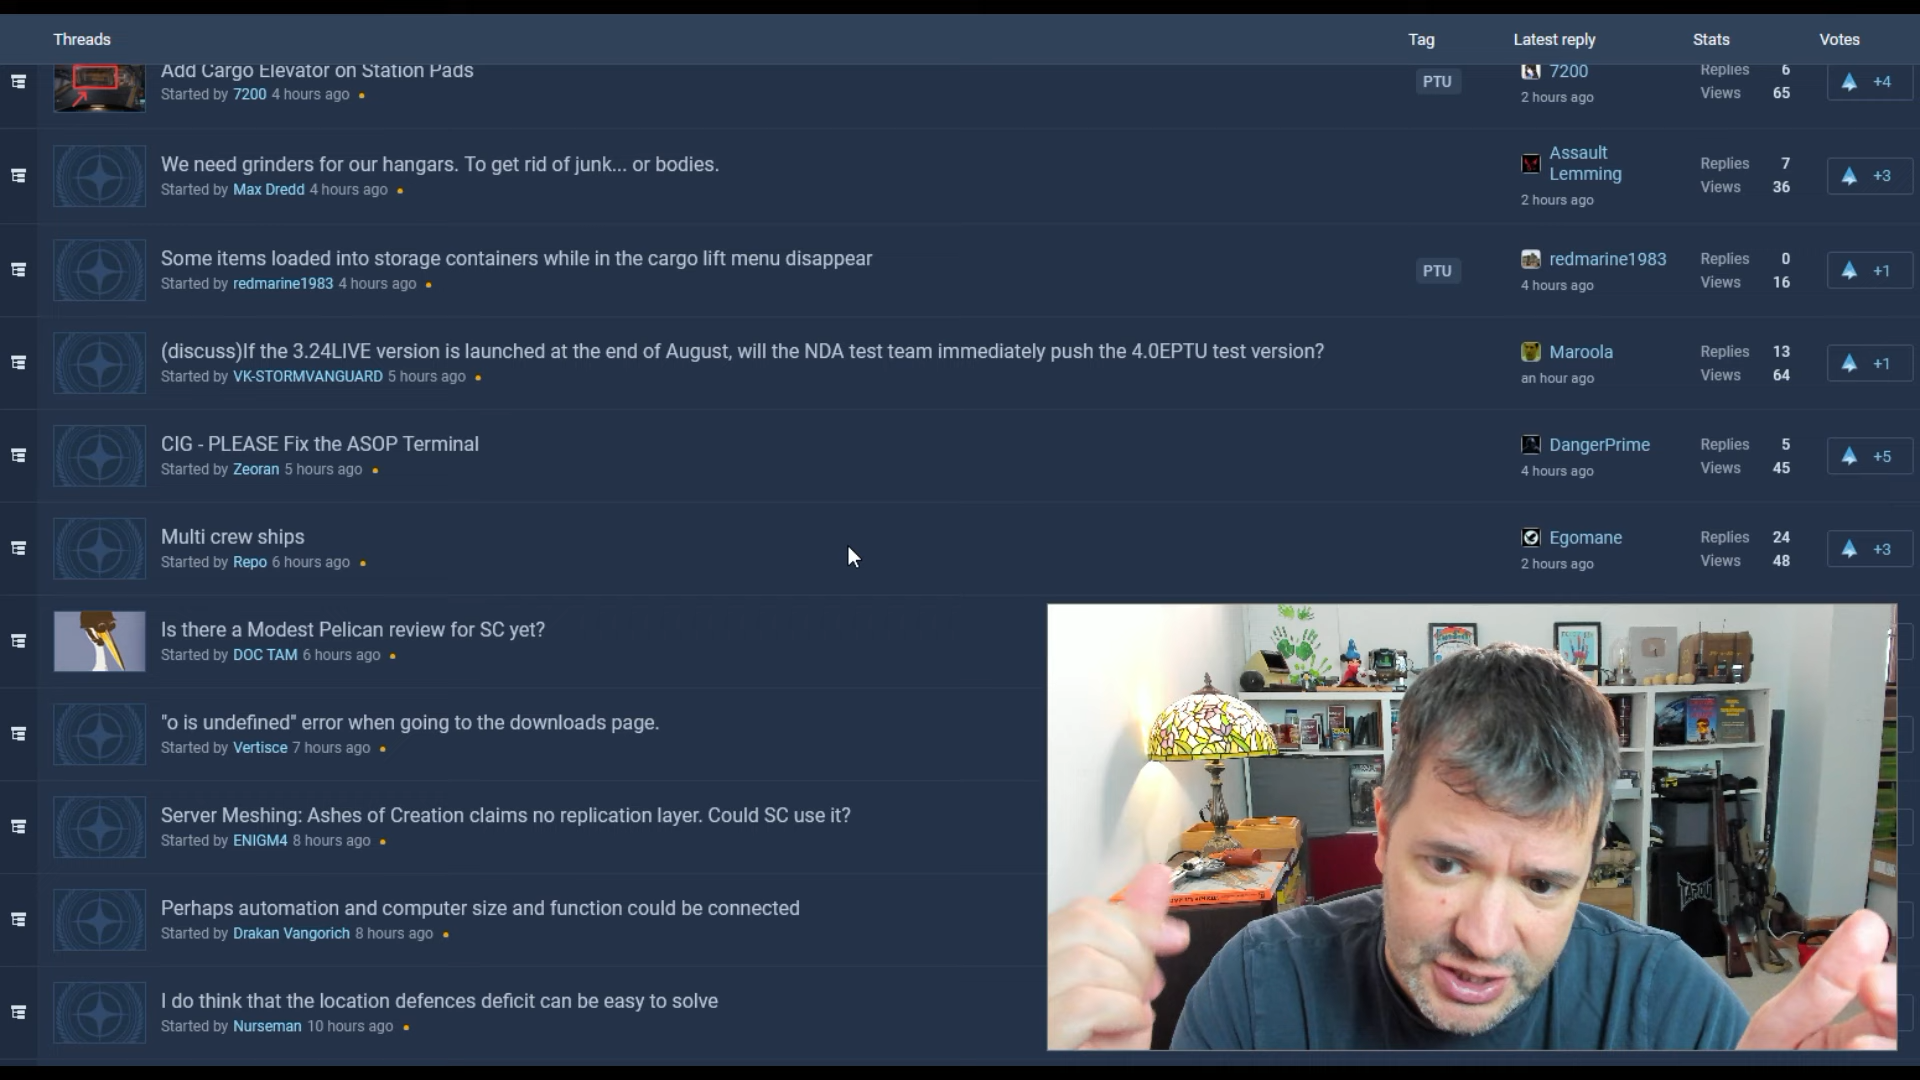 Threads Tag Latest reply Stats Votes
Add Cargo Elevator on Station Pads
Started by 7200 4 hours ago
PTU
7200
2 hours ago
Replies 6
Views 65
+4
We need grinders for our hangars. To get rid of junk... or bodies.
Started by Max Dredd 4 hours ago
Assault
Lemming
2 hours ago
Replies 7
Views 36
+3
Some items loaded into storage containers while in the cargo lift menu disappear
Started by redmarine1983 4 hours ago
PTU
redmarine1983
4 hours ago
Replies 0
Views 16
+1
(discuss)If the 3.24LIVE version is launched at the end of August, will the NDA test team immediately push the 4.0EPTU test version?
Started by VK-STORMVANGUARD 5 hours ago
Maroola
an hour ago
Replies 13
Views 64
+1
CIG - PLEASE Fix the ASOP Terminal
Started by Zeoran 5 hours ago
DangerPrime
4 hours ago
Replies 5
Views 45
+5
Multi crew ships
Started by Repo 6 hours ago
Egomane
2 hours ago
Replies 24
Views 48
+3
Is there a Modest Pelican review for SC yet?
Started by DOC TAM 6 hours ago
"o is undefined" error when going to the downloads page.
Started by Vertisce 7 hours ago
Server Meshing: Ashes of Creation claims no replication layer. Could SC use it?
Started by ENIGM4 8 hours ago
Perhaps automation and computer size and function could be connected
Started by Drakan Vangorich 8 hours ago
I do think that the location defences deficit can be easy to solve
Started by Nurseman 10 hours ago
TAPOUT